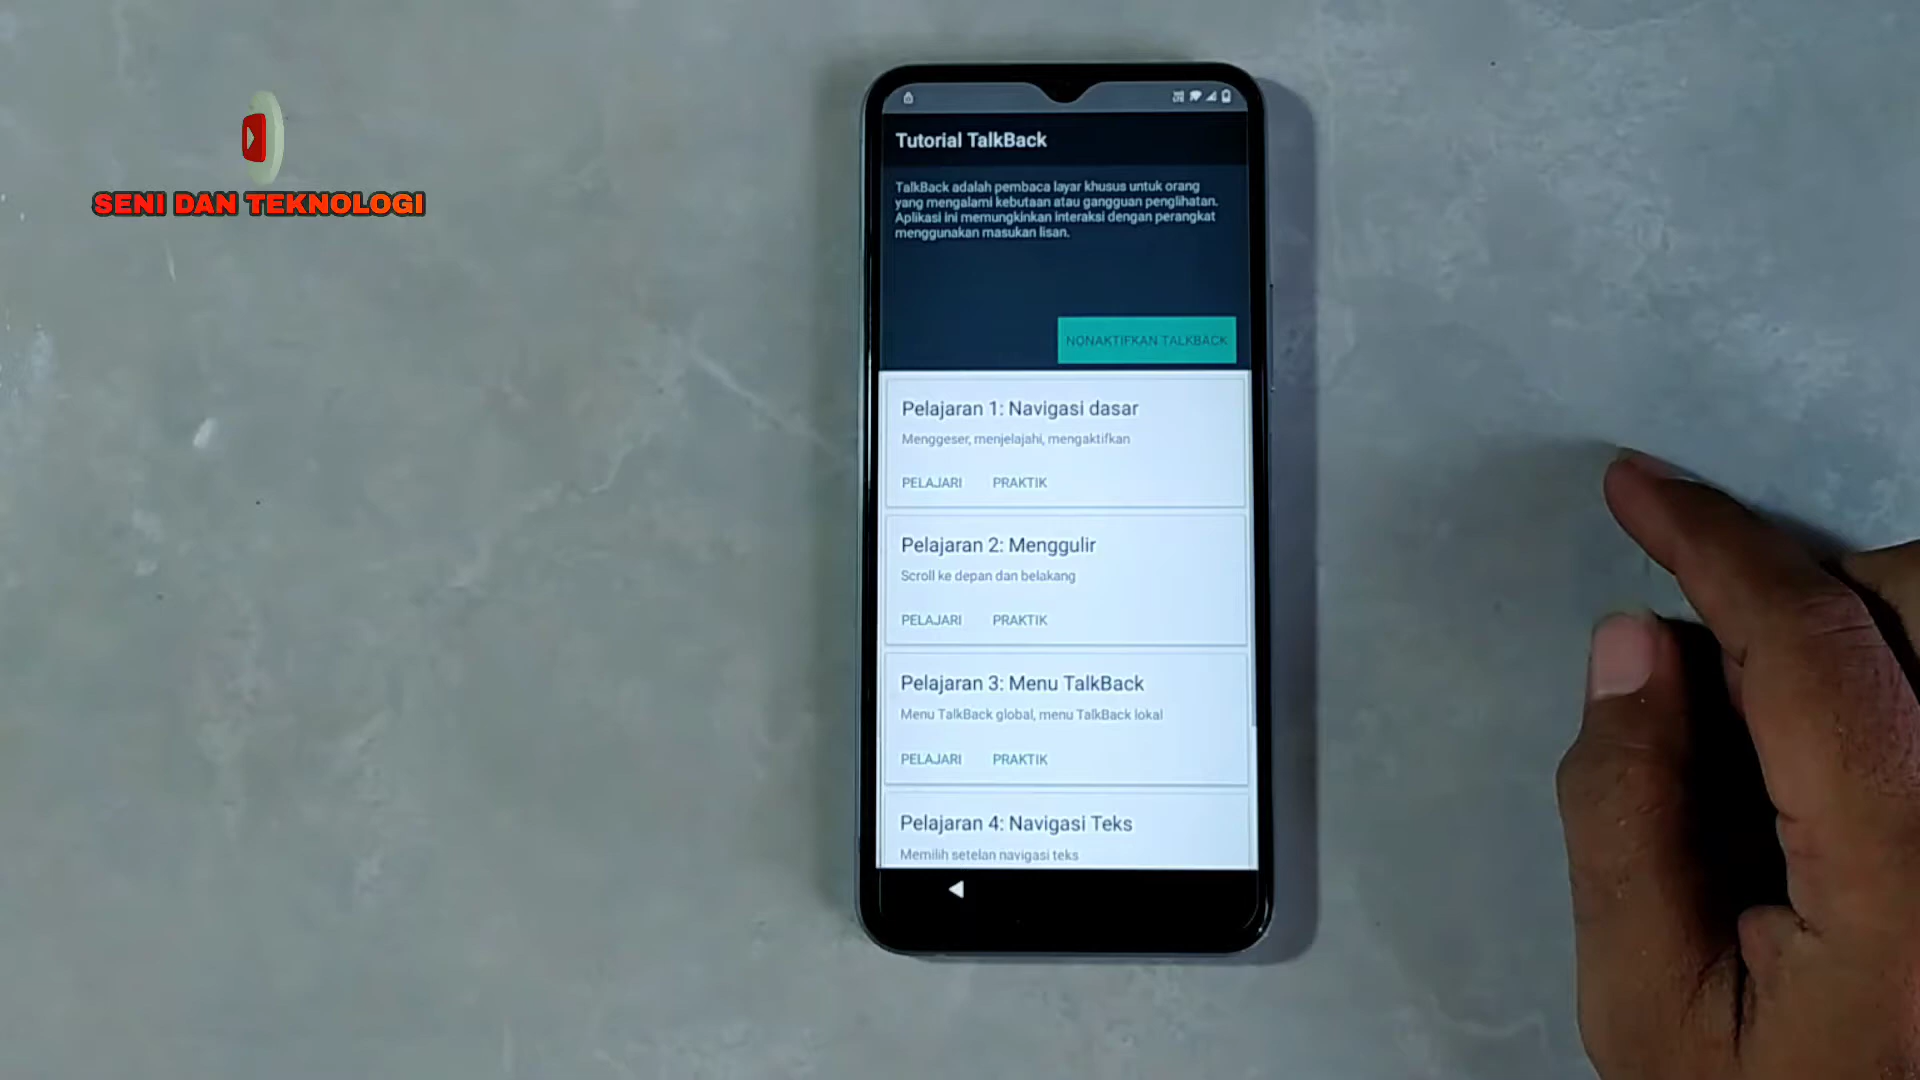 SENI DAN TEKNOLOGI
Tutorial TalkBack
TalkBack adalah pembaca layar khusus untuk orang
yang mengalami kebutaan atau gangguan penglihatan.
Aplikasi ini memungkinkan interaksi dengan perangkat
menggunakan masukan lisan.
NONAKTIFKAN TALKBACK
Pelajaran 1: Navigasi dasar
Menggeser, menjelajahi, mengaktifkan
PELAJARI PRAKTIK
Pelajaran 2: Menggulir
Scroll ke depan dan belakang
PELAJARI PRAKTIK
Pelajaran 3: Menu TalkBack
Menu TalkBack global, menu TalkBack lokal
PELAJARI PRAKTIK
Pelajaran 4: Navigasi Teks
Memilih setelan navigasi teks